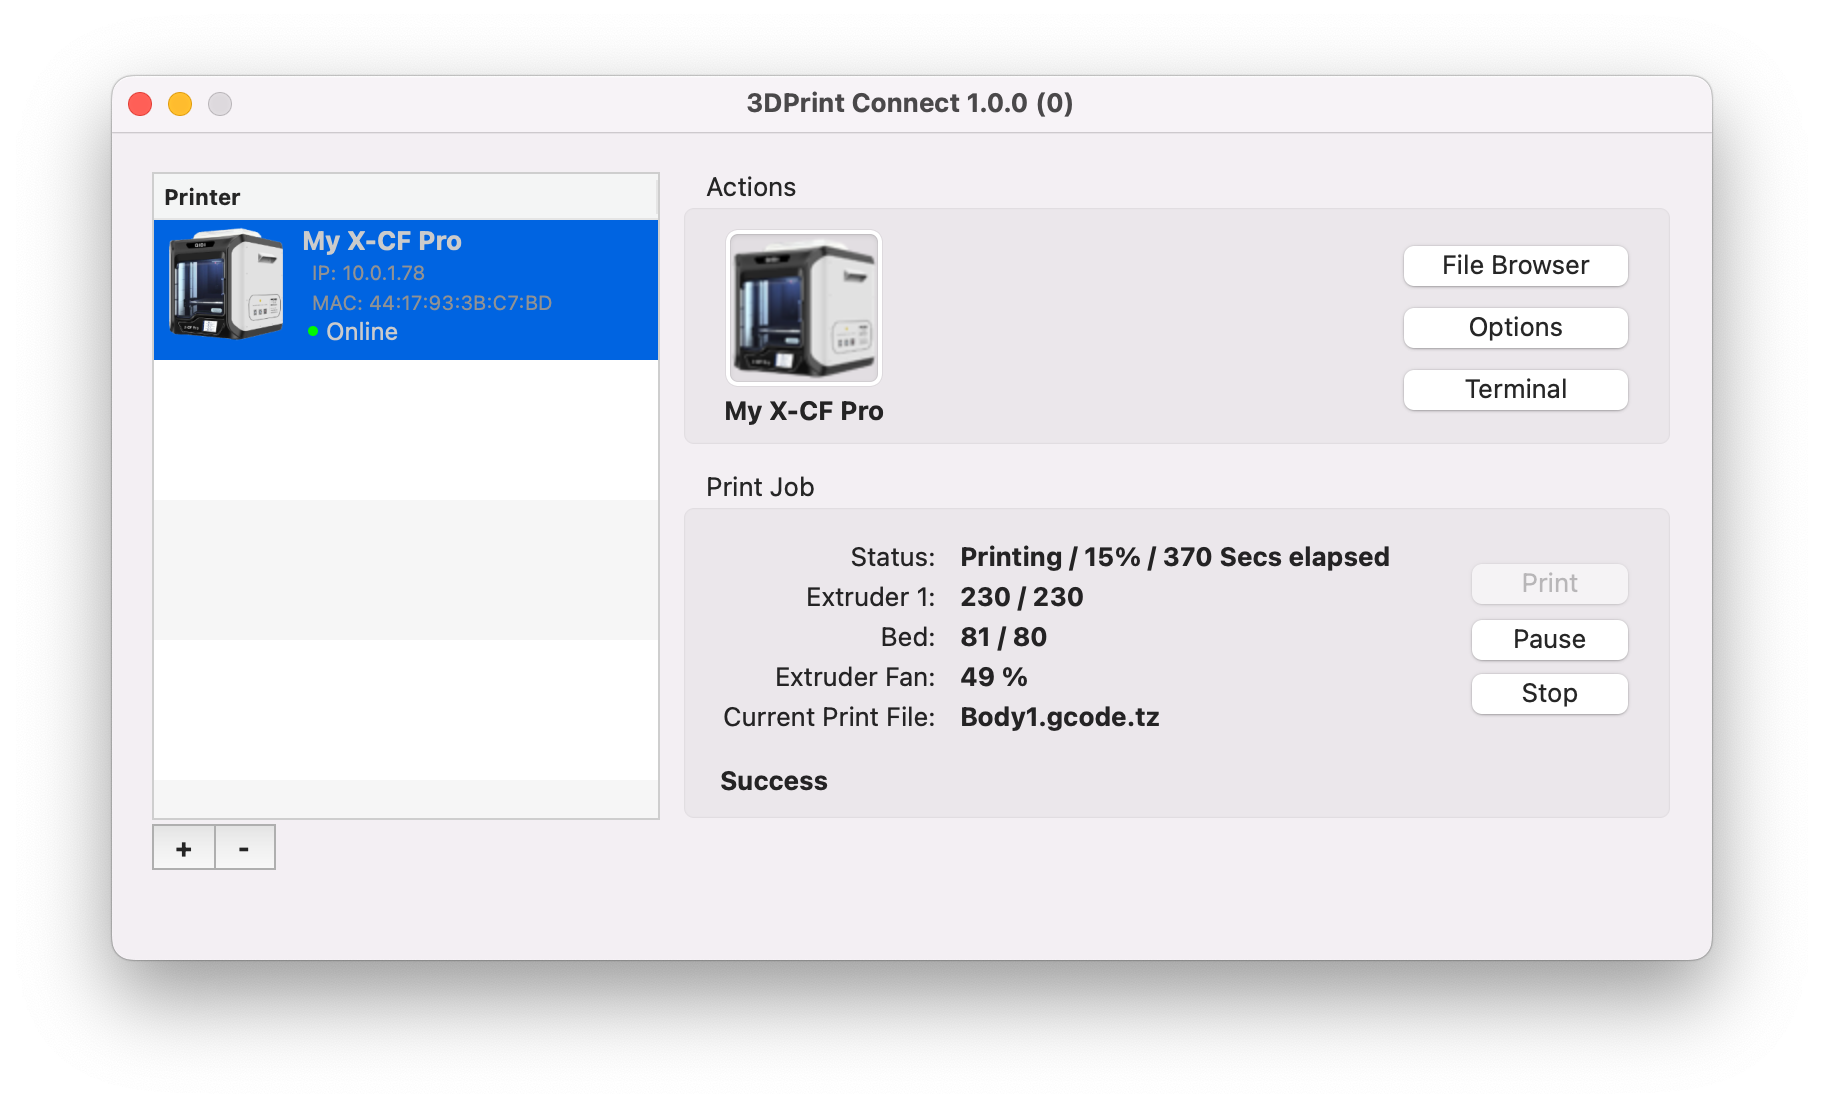 3DPrint Connect 1.0.0 (0)
Printer
My X-CF Pro
IP: 10.0.1.78
MAC: 44:17:93:3B:C7:BD
Online
+ -
Actions
My X-CF Pro
File Browser
Options
Terminal
Print Job
Status: Printing / 15% / 370 Secs elapsed
Extruder 1: 230 / 230
Bed: 81 / 80
Extruder Fan: 49 %
Current Print File: Body1.gcode.tz
Success
Print
Pause
Stop